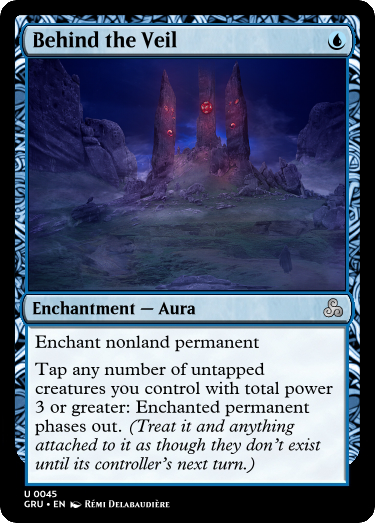 Behind the Veil
Enchantment — Aura
Enchant nonland permanent
Tap any number of untapped
creatures you control with total power
3 or greater: Enchanted permanent
phases out. (Treat it and anything
attached to it as though they don't exist
until its controller's next turn.)
U 0045
GRU • EN Rémi Delabaudière